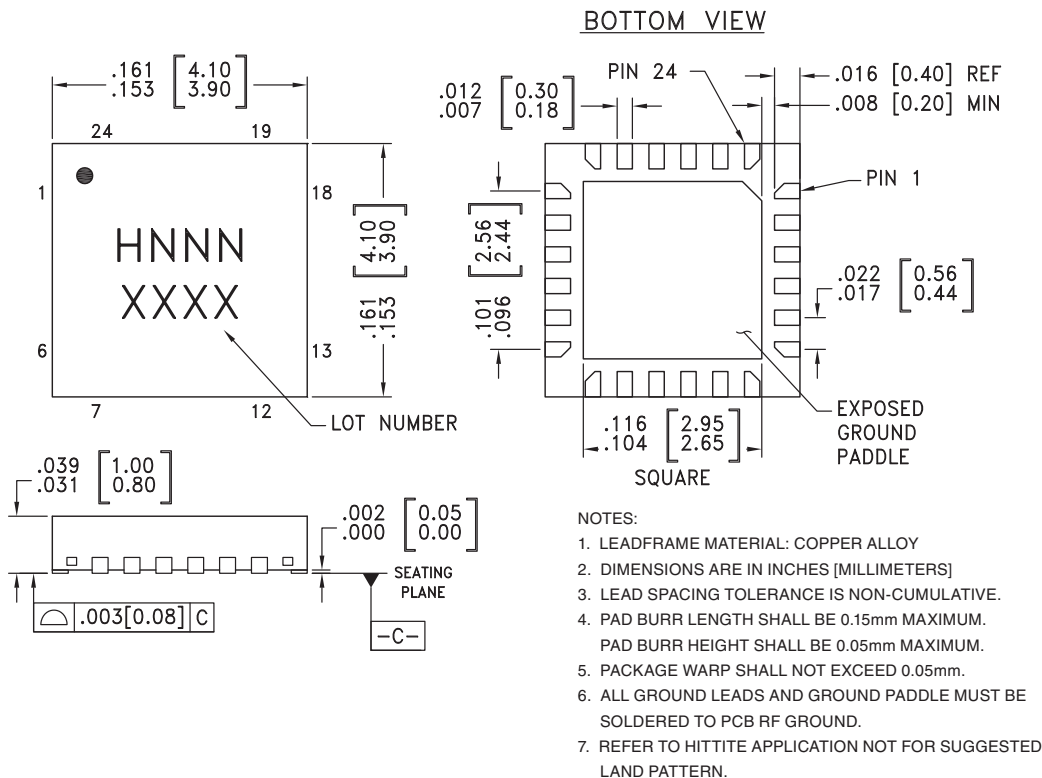 BOTTOM VIEW
.161 [4.10]
.153 [3.90]
24
19
1
18
HNNN
XXXX
6
13
7
12
LOT NUMBER
4.10
3.90
.161
.153
.012 [0.30]
.007 [0.18]
PIN 24
.016 [0.40] REF
.008 [0.20] MIN
PIN 1
2.56
2.44
.101
.096
.022 [0.56]
.017 [0.44]
.116 [2.95]
.104 [2.65]
SQUARE
EXPOSED
GROUND
PADDLE
.039 [1.00]
.031 [0.80]
.002 [0.05]
.000 [0.00]
SEATING
PLANE
.003[0.08] C
-C-
NOTES:
1. LEADFRAME MATERIAL: COPPER ALLOY
2. DIMENSIONS ARE IN INCHES [MILLIMETERS]
3. LEAD SPACING TOLERANCE IS NON-CUMULATIVE.
4. PAD BURR LENGTH SHALL BE 0.15mm MAXIMUM.
PAD BURR HEIGHT SHALL BE 0.05mm MAXIMUM.
5. PACKAGE WARP SHALL NOT EXCEED 0.05mm.
6. ALL GROUND LEADS AND GROUND PADDLE MUST BE
SOLDERED TO PCB RF GROUND.
7. REFER TO HITTITE APPLICATION NOT FOR SUGGESTED
LAND PATTERN.